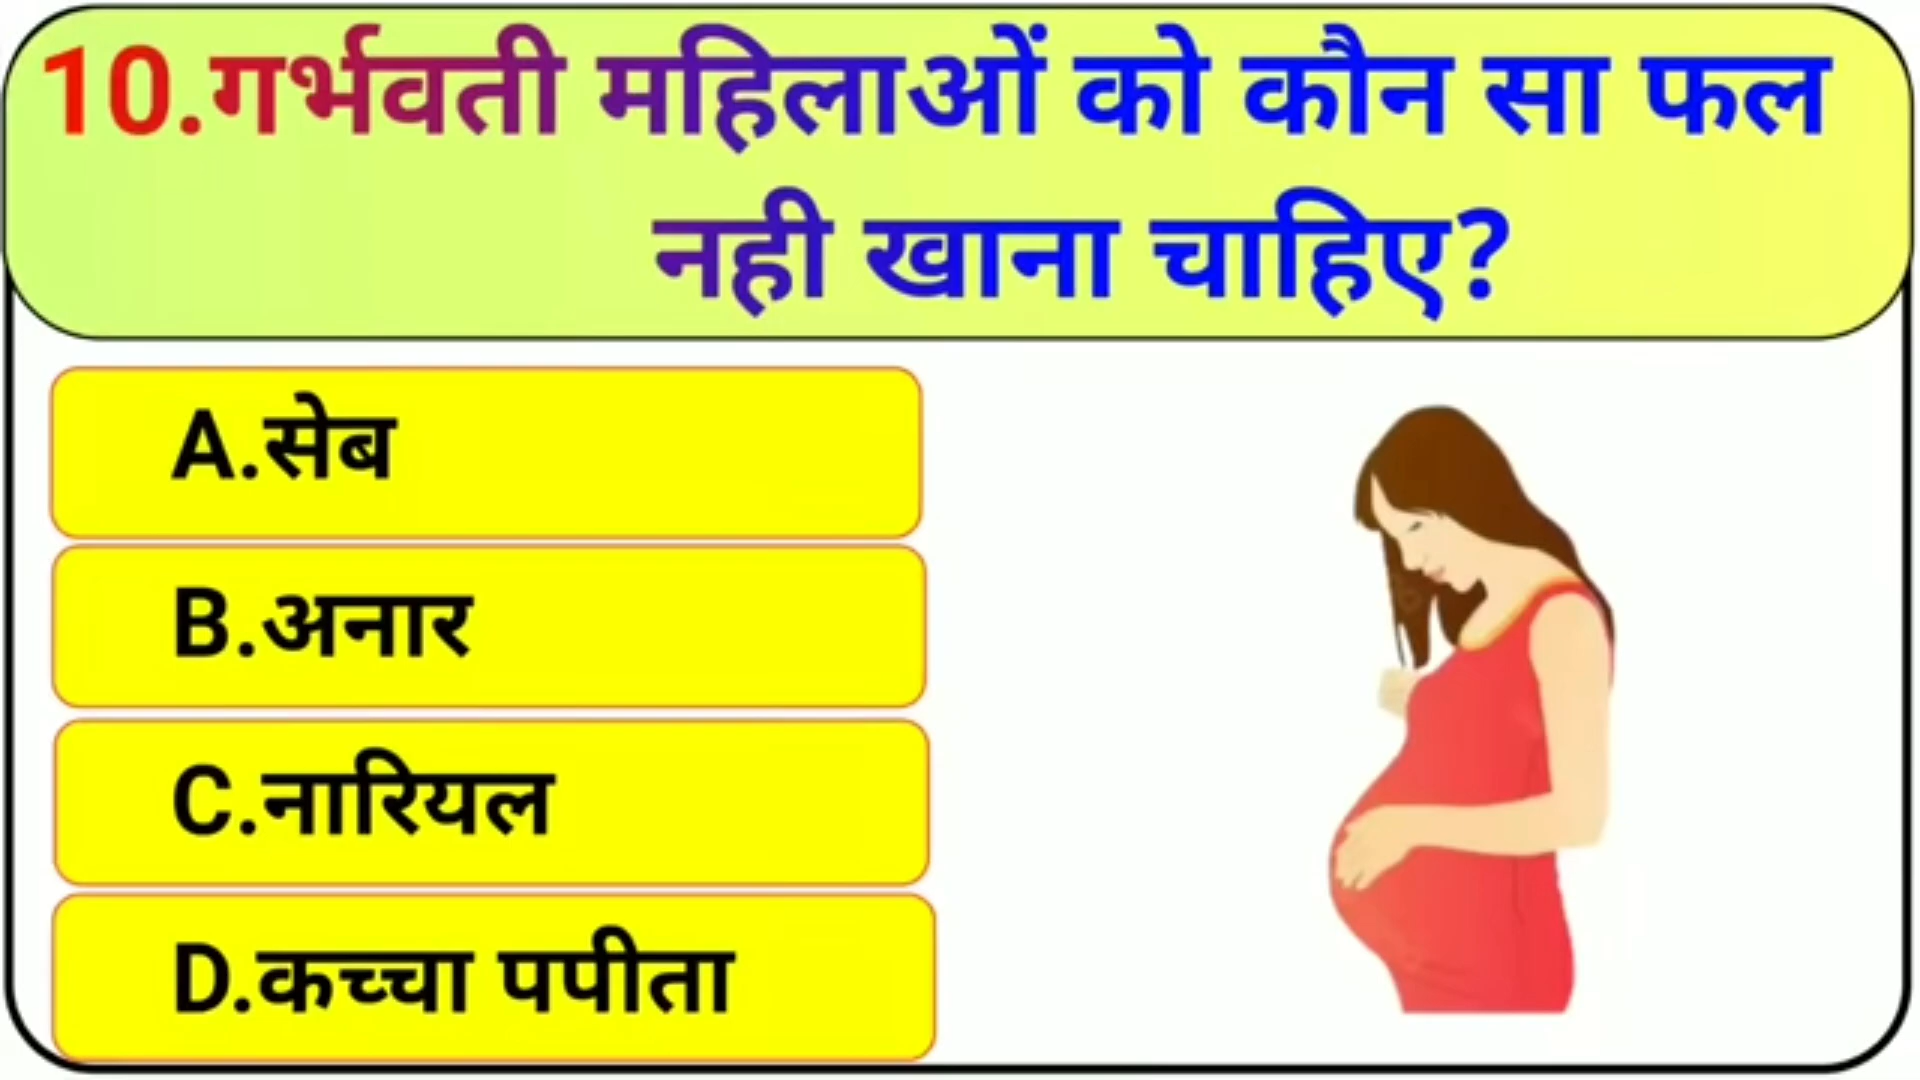 10.गर्भवती महिलाओं को कौन सा फल
नही खाना चाहिए?
A.सेब
B.अनार
C.नारियल
D.कच्चा पपीता